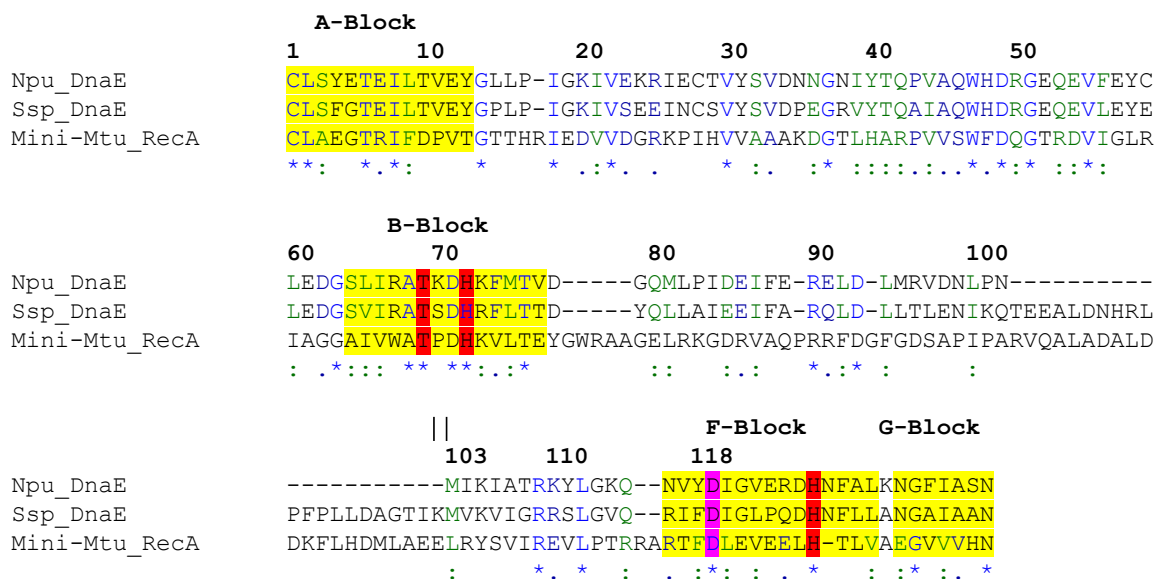 A-Block
1 10 20 30 40 50
Npu_DnaE CLSYETEILTVEYGLLP-IGKIVEKRIECTVYSVDNNGNIYTQPVAQWHDRGEQEVFEYC
Ssp_DnaE CLSFGTEILTVEYGPLP-IGKIVSEEINCSVYSVDPEGRVYTQAIAQWHDRGEQEVLEYE
Mini-Mtu_RecA CLAEGTRIFDPVTGTTHRIEDVVDGRKPIHVVAAAKDGTLHARPVVSWFDQGTRDVIGLR
**: *.*: * * .:*. . * :. :* :::: :..*:*:* ::*:
B-Block
60 70 80 90 100
Npu_DnaE LEDGSLIRATKDHKFMTVD-----GQMLPIDEIFE-RELD-LMRVDNLPN----------
Ssp_DnaE LEDGSVIRATSDHRFLTTD-----YQLLAIEEIFA-RQLD-LLTLENIKQTEEALDNHRL
Mini-Mtu_RecA IAGGAIVWATPDHKVLTEYGWRAAGELRKGDRVAQPRRFDGFGDSAPIPARVQALADALD
: .*::: ** **:.:* :: :.: *.:* :
||
F-Block G-Block
103 110 118
Npu_DnaE -----------MIKIATRKYLGKQ--NVYDIGVERDHNFALKNGFIASN
Ssp_DnaE PFPLLDAGTIKMVKVIGRRSLGVQ--RIFDIGLPQDHNFLLANGAIAAN
Mini-Mtu_RecA DKFLHDMLAEELRYSVIREVLPTRRARTFDLEVEELH-TLVAEGVVVHN
: *. * : .:*: : . * : :* :. *